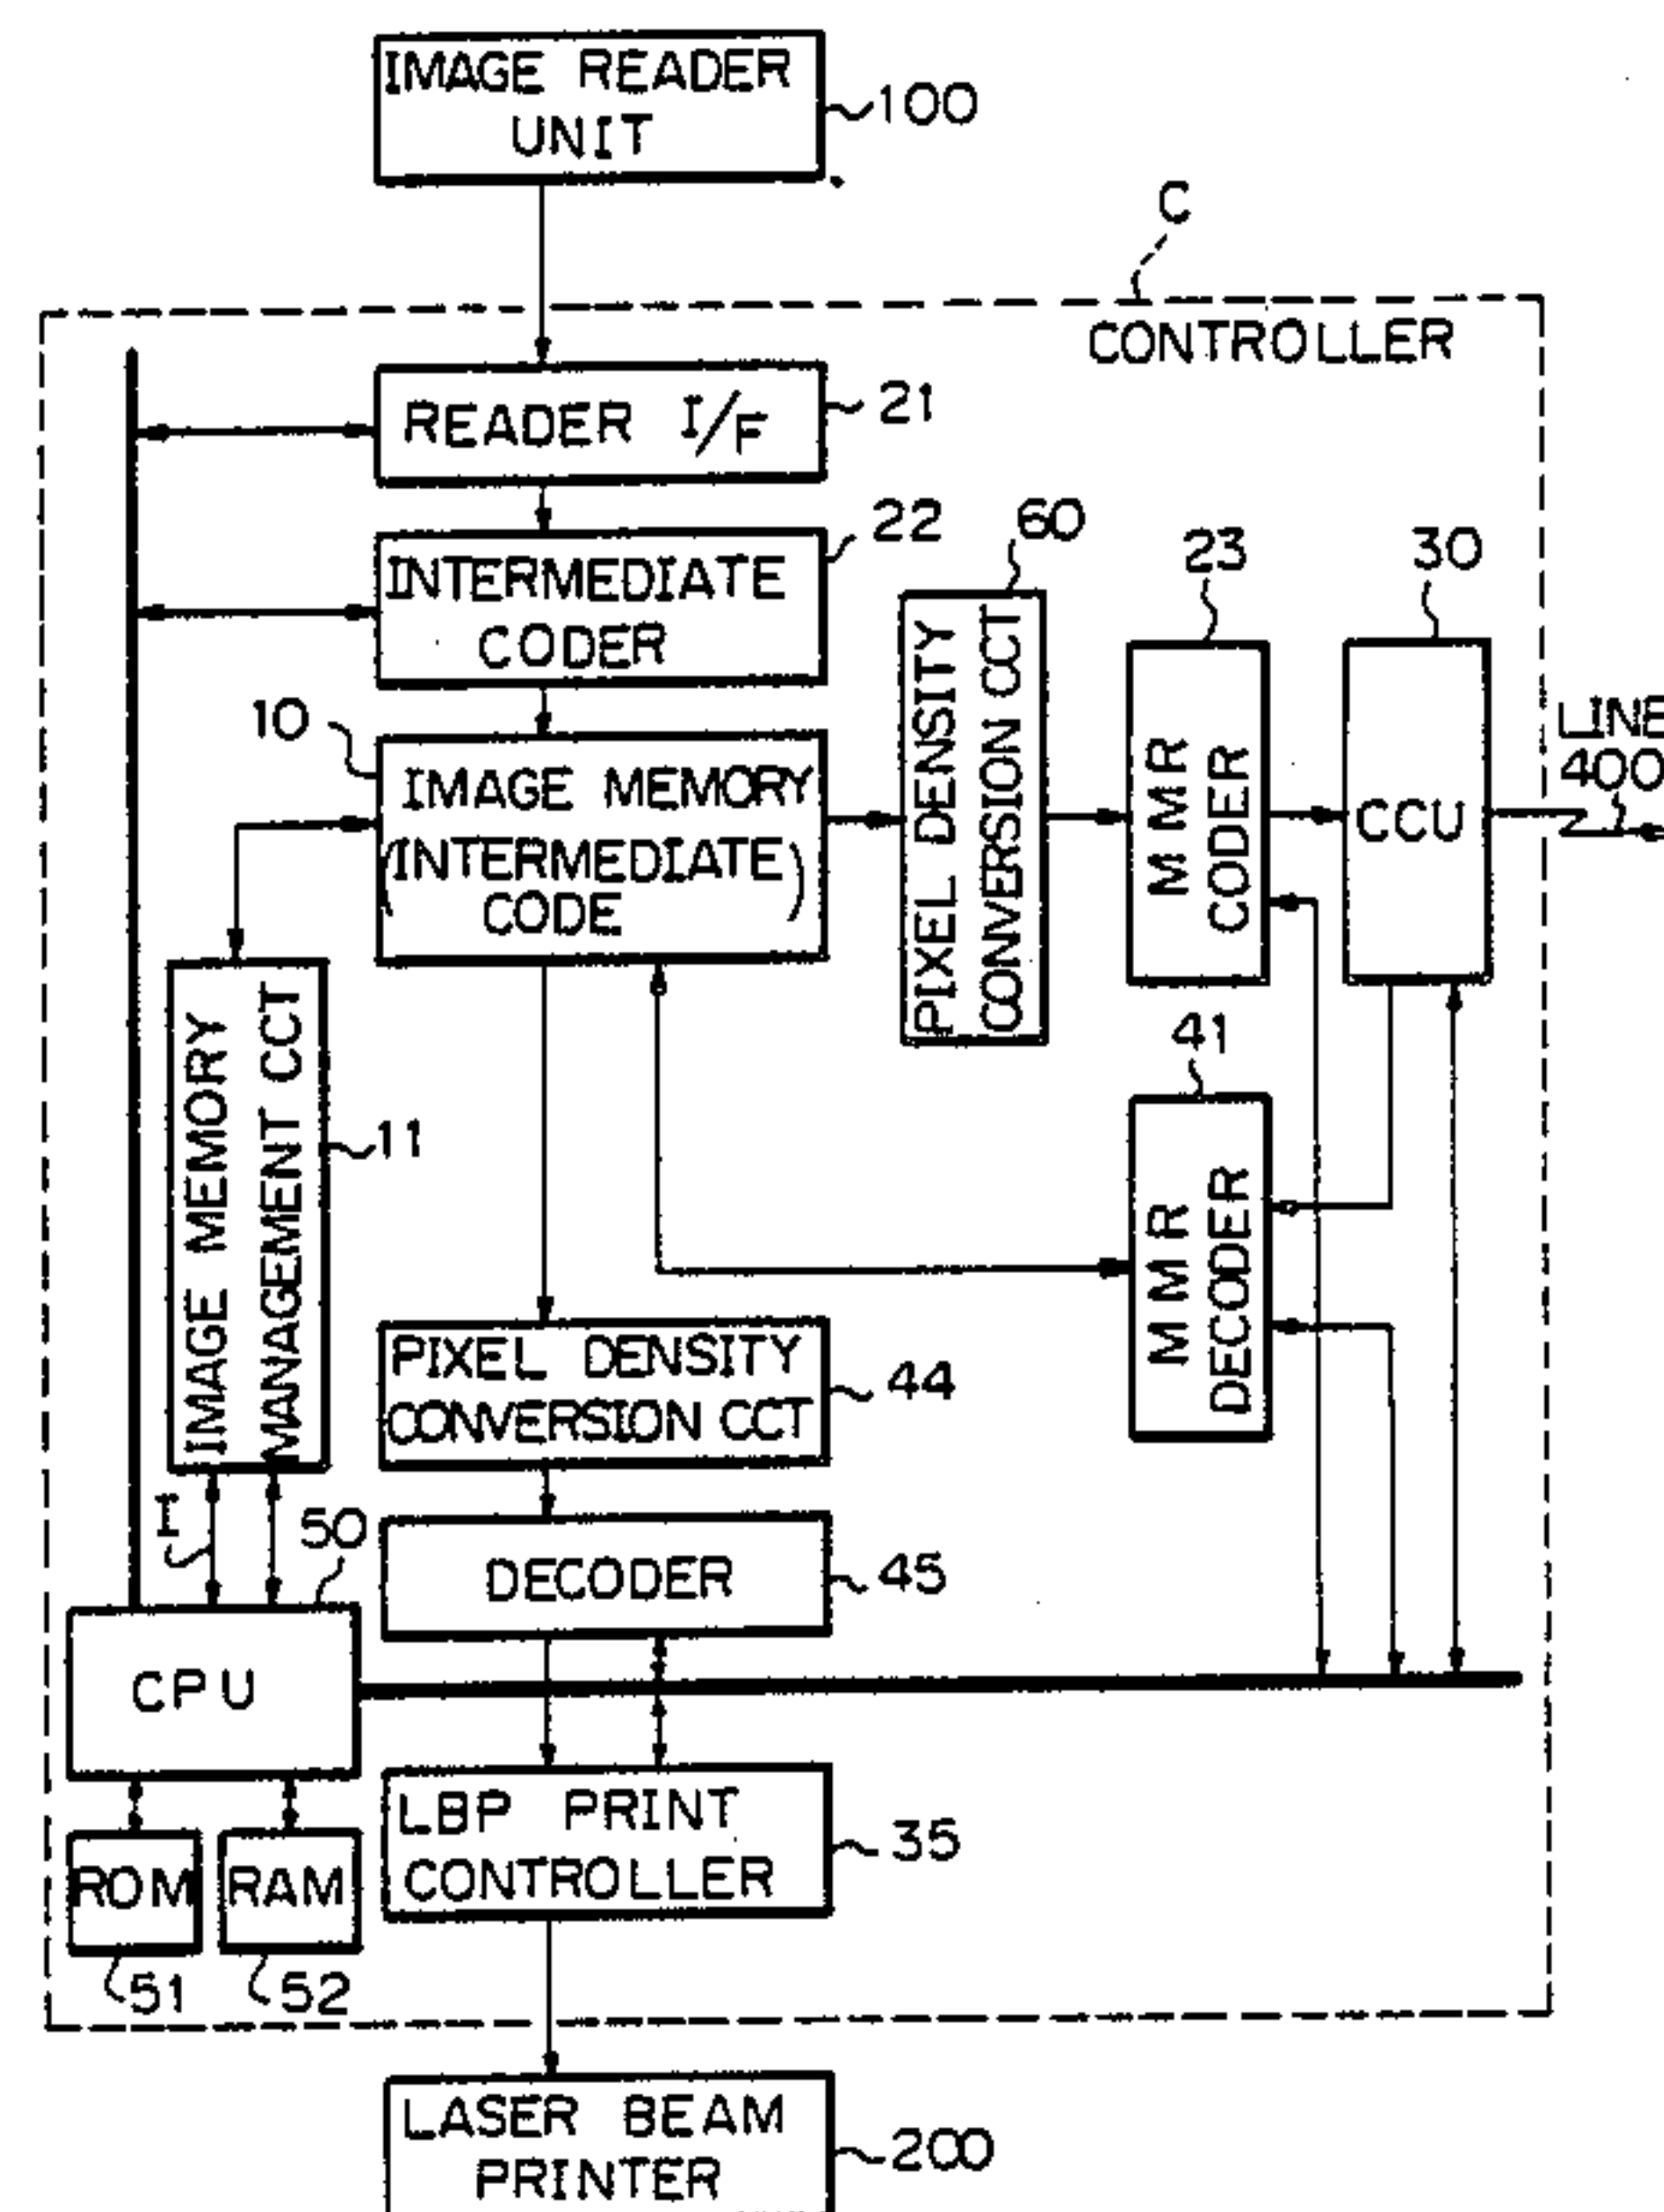 IMAGE READER
UNIT
100
C
CONTROLLER
READER I/F
21
INTERMEDIATE
CODER
22
60
23
30
10
IMAGE MEMORY
(INTERMEDIATE)
CODE
PIXEL DENSITY
CONVERSION CCT
MMR
CODER
CCU
LINE
400
IMAGE MEMORY
MANAGEMENT CCT
11
41
MMR
DECODER
PIXEL DENSITY
CONVERSION CCT
44
I
50
DECODER
45
CPU
LBP PRINT
CONTROLLER
35
ROM
RAM
51
52
LASER BEAM
PRINTER
200